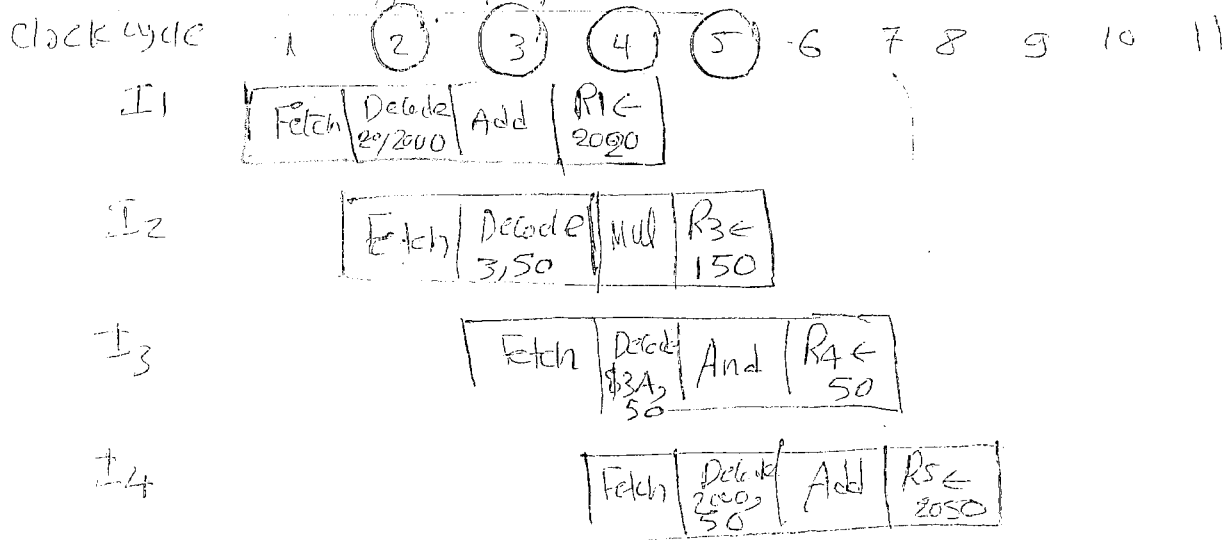 Clock cycle 1 2 3 4 5 6 7 8 9 10 11
I1 Fetch Decode 20,2000 Add R1← 2020
I2 Fetch Decode 3,50 Mul R3← 150
I3 Fetch Decode $3A, 50 And R4← 50
I4 Fetch Decode 2000, 50 Add R5← 2050